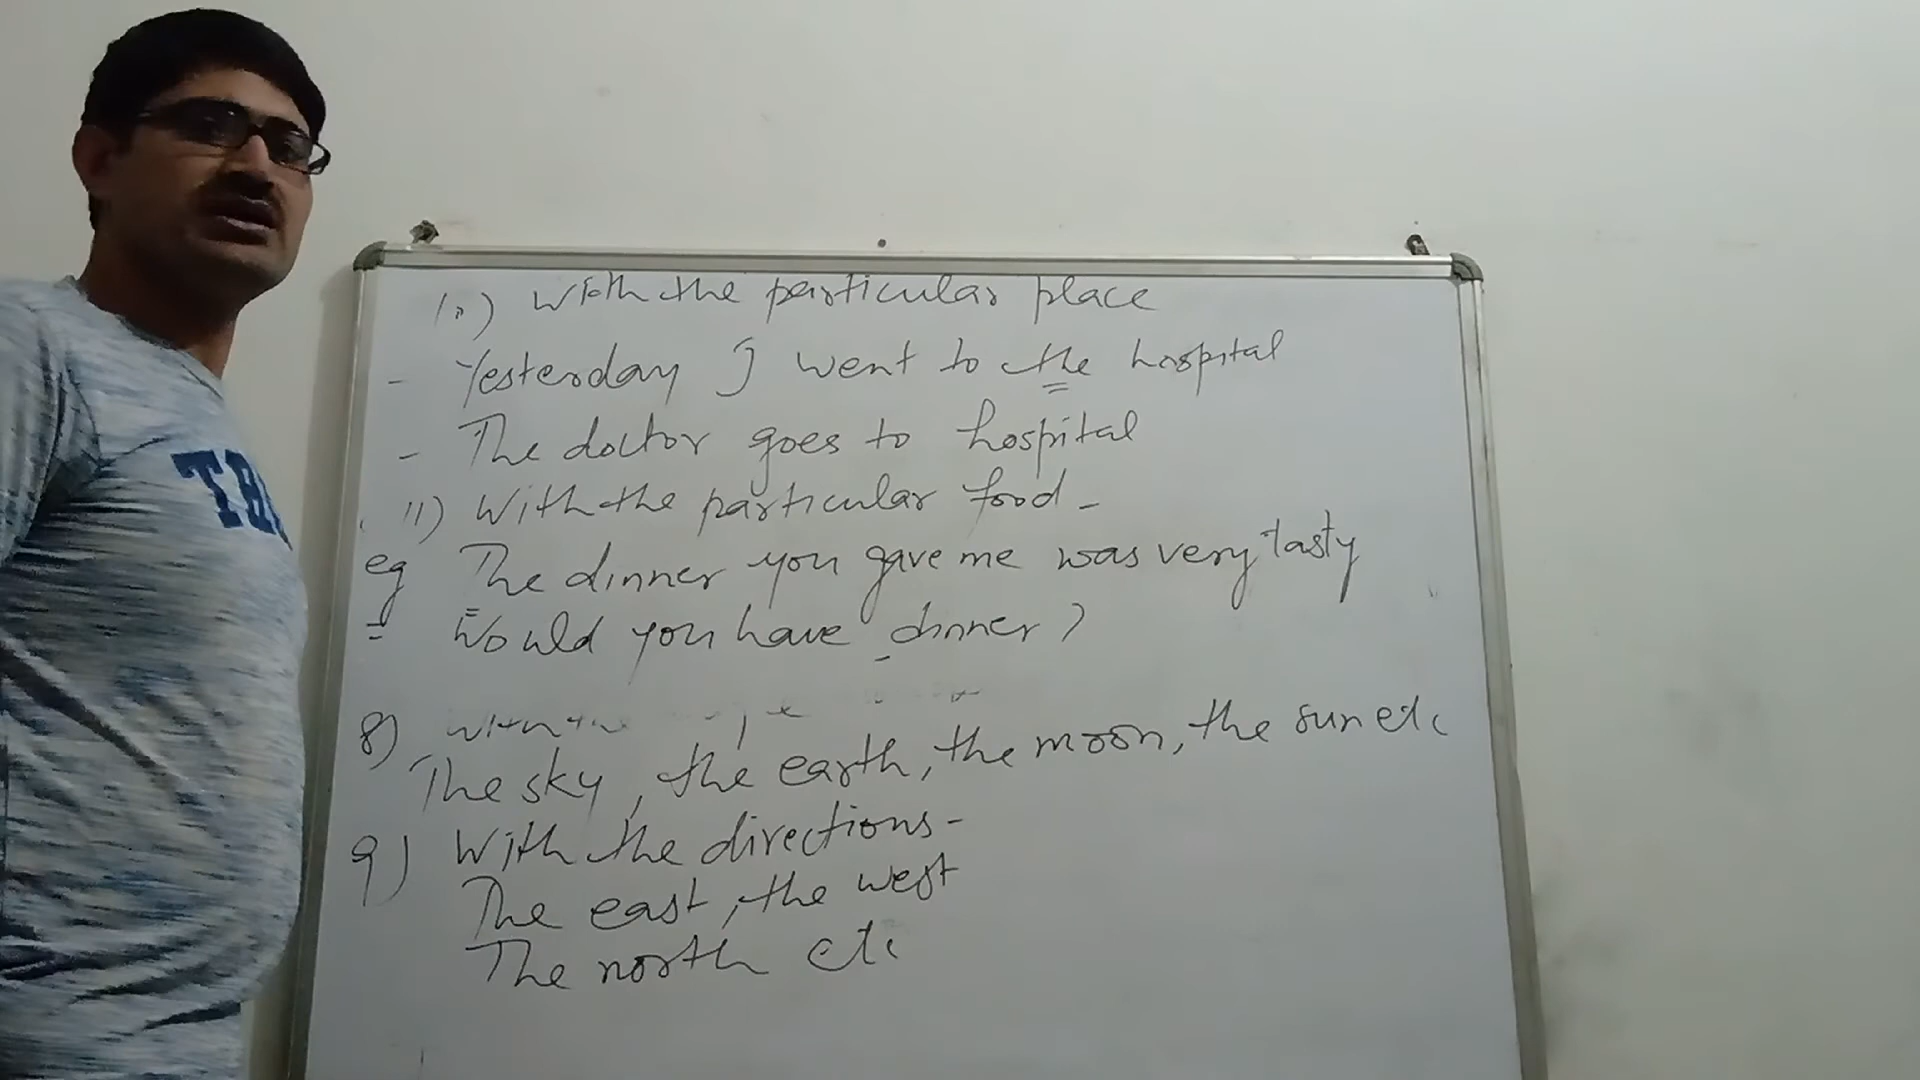 10) With the particular place
- Yesterday I went to the hospital
- The doctor goes to hospital
11) With the particular food -
eg The dinner you gave me was very tasty
Would you have dinner?
8) with the
The sky, the earth, the moon, the sun etc
9) With the directions -
The east, the west
The north etc